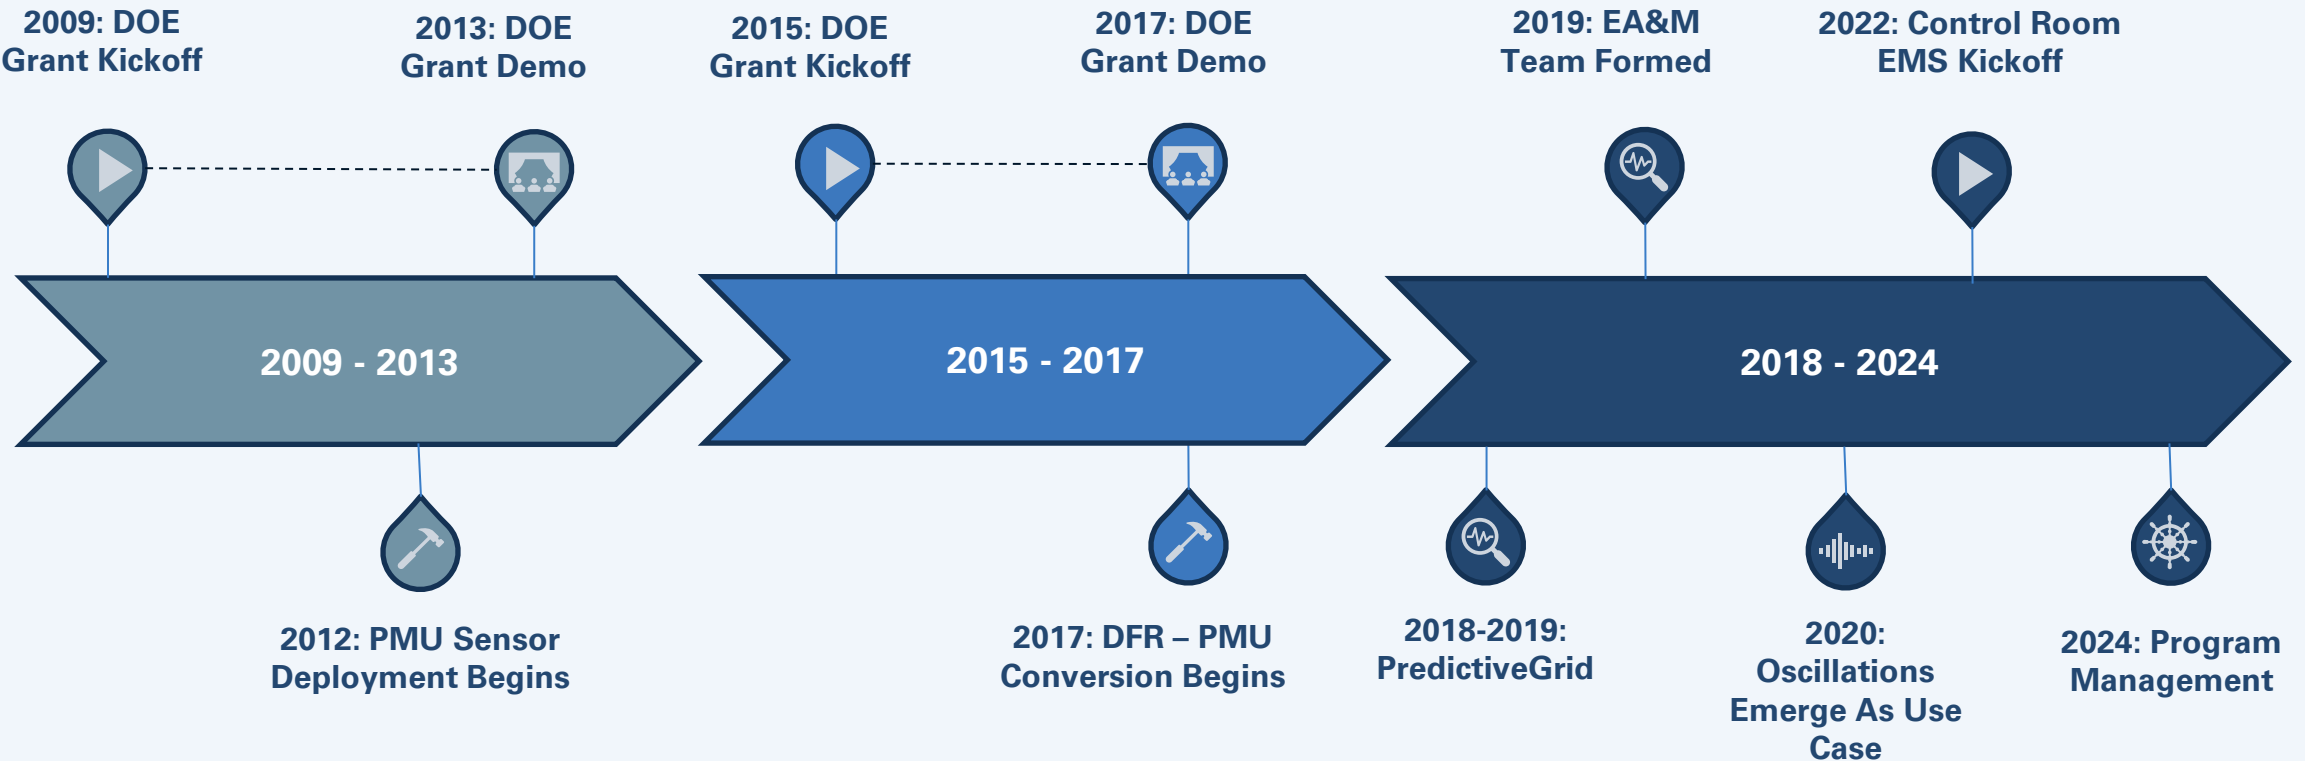 2009: DOE
Grant Kickoff
2013: DOE
Grant Demo
2015: DOE
Grant Kickoff
2017: DOE
Grant Demo
2019: EA&M
Team Formed
2022: Control Room
EMS Kickoff
2009 - 2013
2015 - 2017
2018 - 2024
2012: PMU Sensor
Deployment Begins
2017: DFR – PMU
Conversion Begins
2018-2019:
PredictiveGrid
2020:
Oscillations
Emerge As Use
Case
2024: Program
Management